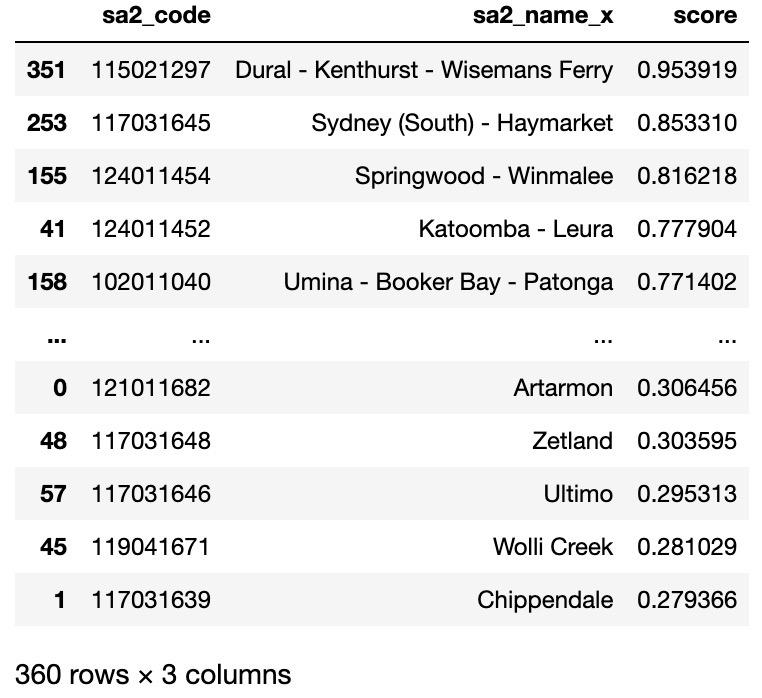 sa2_code sa2_name_x score
351 115021297 Dural - Kenthurst - Wisemans Ferry 0.953919
253 117031645 Sydney (South) - Haymarket 0.853310
155 124011454 Springwood - Winmalee 0.816218
41 124011452 Katoomba - Leura 0.777904
158 102011040 Umina - Booker Bay - Patonga 0.771402
... ... ... ...
0 121011682 Artarmon 0.306456
48 117031648 Zetland 0.303595
57 117031646 Ultimo 0.295313
45 119041671 Wolli Creek 0.281029
1 117031639 Chippendale 0.279366
360 rows × 3 columns